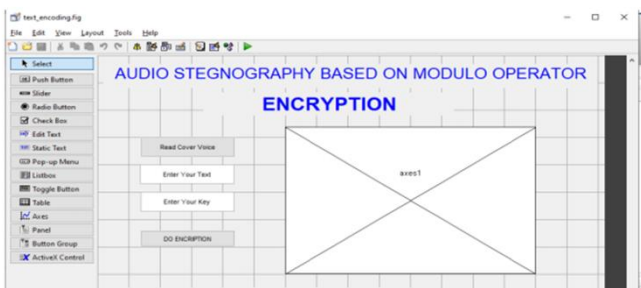 text_encoding.fig
File Edit View Layout Tools Help
Select
Push Button
Slider
Radio Button
Check Box
Edit Text
Static Text
Pop-up Menu
Listbox
Toggle Button
Table
Axes
Panel
Button Group
ActiveX Control
AUDIO STEGNOGRAPHY BASED ON MODULO OPERATOR
ENCRYPTION
Read Cover Voice
Enter Your Text
Enter Your Key
DO ENCRIPTION
axes1